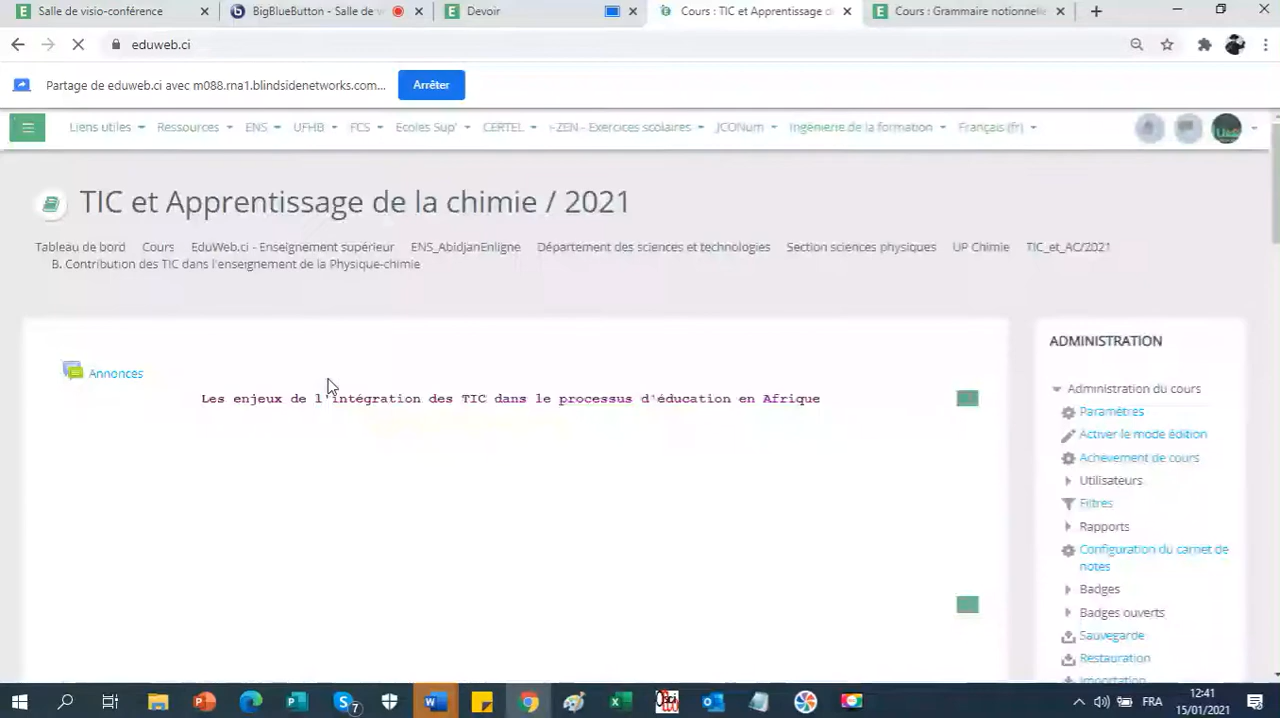 Salle de visio-conférence
BigBlueButton - Salle de v
Devoir
Cours : TIC et Apprentissage d
Cours : Grammaire notionnelle
eduweb.ci
Partage de eduweb.ci avec m088.rna1.blindsidenetworks.com...
Arrêter
Liens utiles
Ressources
ENS
UFHB
FCS
Ecoles Sup'
CERTEL
I-ZEN - Exercices scolaires
JCONum
Ingénierie de la formation
Français (fr)
TIC et Apprentissage de la chimie / 2021
Tableau de bord
Cours
EduWeb.ci - Enseignement supérieur
ENS_AbidjanEnligne
Département des sciences et technologies
Section sciences physiques
UP Chimie
TIC_et_AC/2021
B. Contribution des TIC dans l'enseignement de la Physique-chimie
Annonces
Les enjeux de l'intégration des TIC dans le processus d'éducation en Afrique
ADMINISTRATION
Administration du cours
Paramètres
Activer le mode édition
Achèvement de cours
Utilisateurs
Filtres
Rapports
Configuration du carnet de
notes
Badges
Badges ouverts
Sauvegarde
Restauration
Importation
7
FRA
12:41
15/01/2021